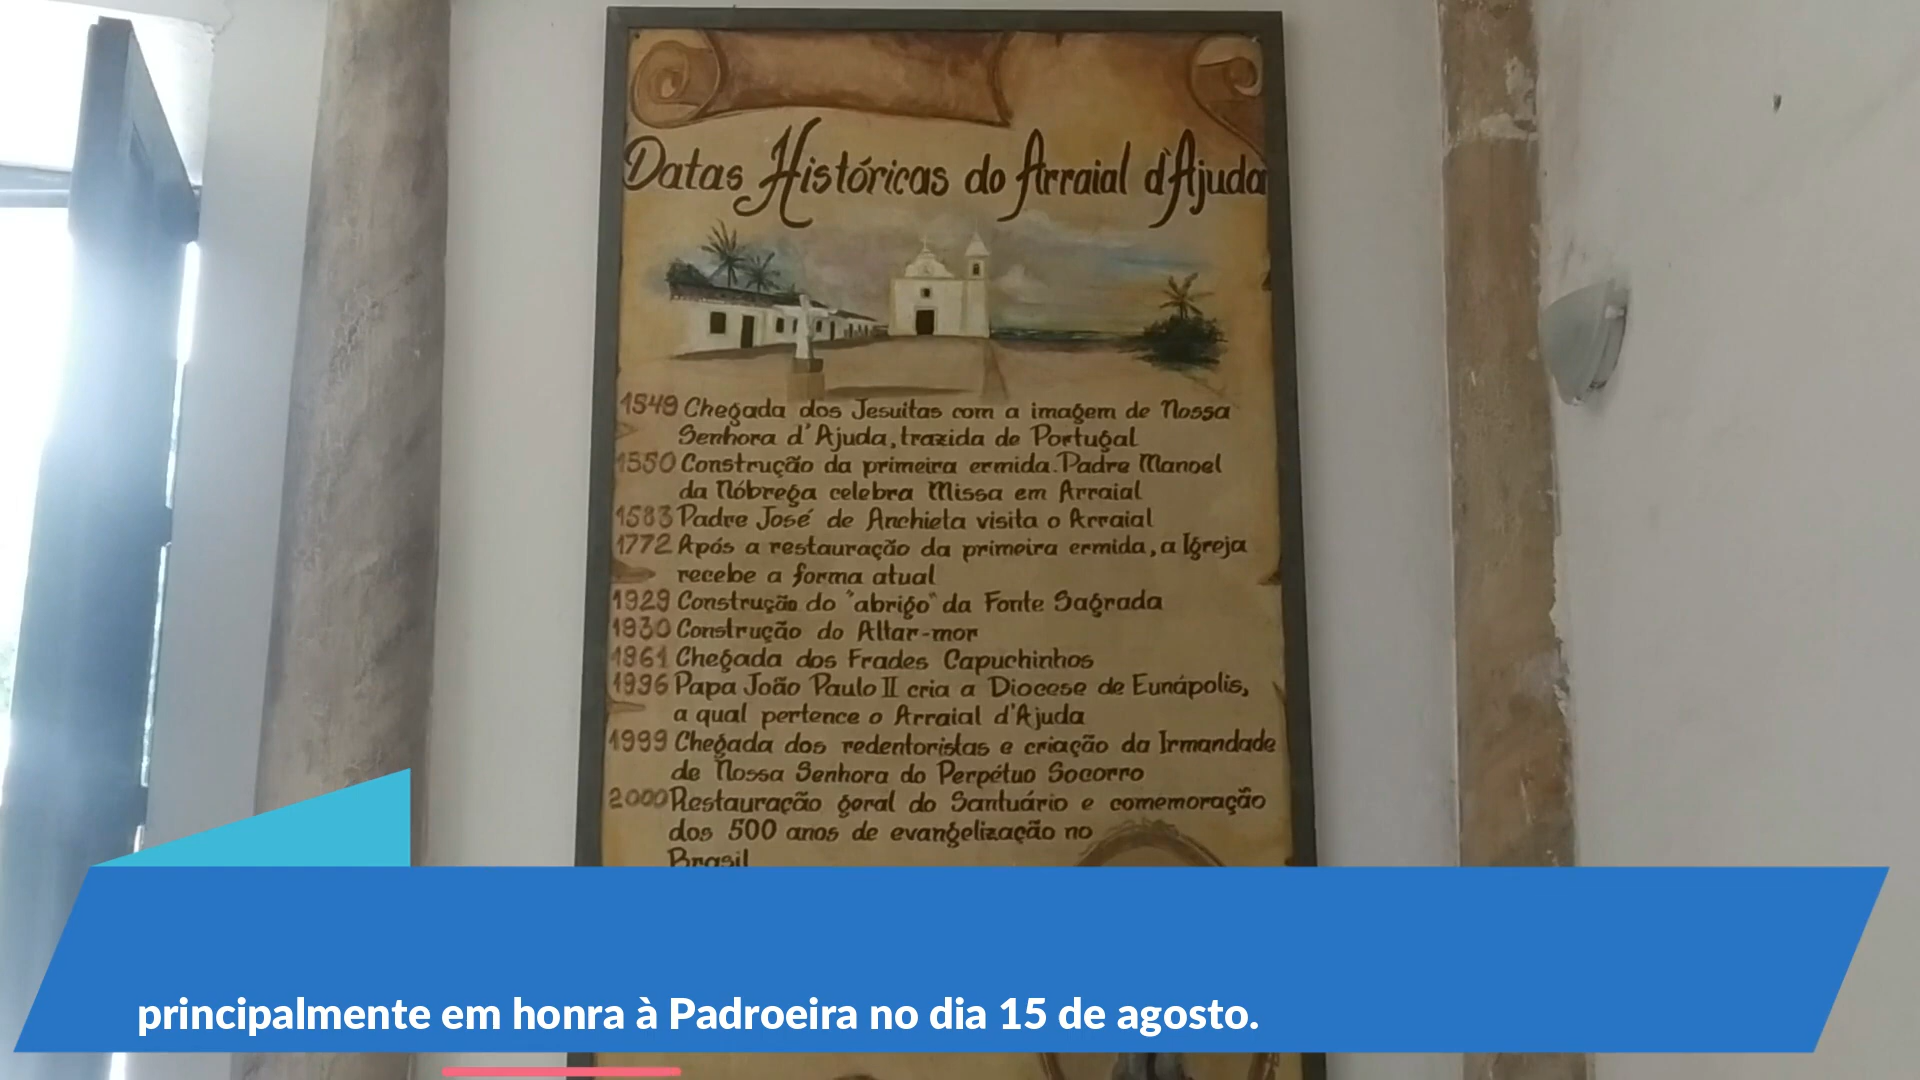 Datas Históricas do Arraial d'Ajuda
1549 Chegada dos Jesuitas com a imagem de Nossa
Senhora d'Ajuda, trazida de Portugal
1550 Construção da primeira ermida. Padre Manoel
da Nóbrega celebra Missa em Arraial
1583 Padre José de Anchieta visita o Arraial
1772 Após a restauração da primeira ermida, a Igreja
recebe a forma atual
1929 Construção do "abrigo" da Fonte Sagrada
1930 Construção do Altar-mor
1961 Chegada dos Frades Capuchinhos
1996 Papa João Paulo II cria a Diocese de Eunápolis,
a qual pertence o Arraial d'Ajuda
1999 Chegada dos redentoristas e criação da Irmandade
de Nossa Senhora do Perpétuo Socorro
2000 Restauração geral do Santuário e comemoração
dos 500 anos de evangelização no
Brasil
principalmente em honra à Padroeira no dia 15 de agosto.